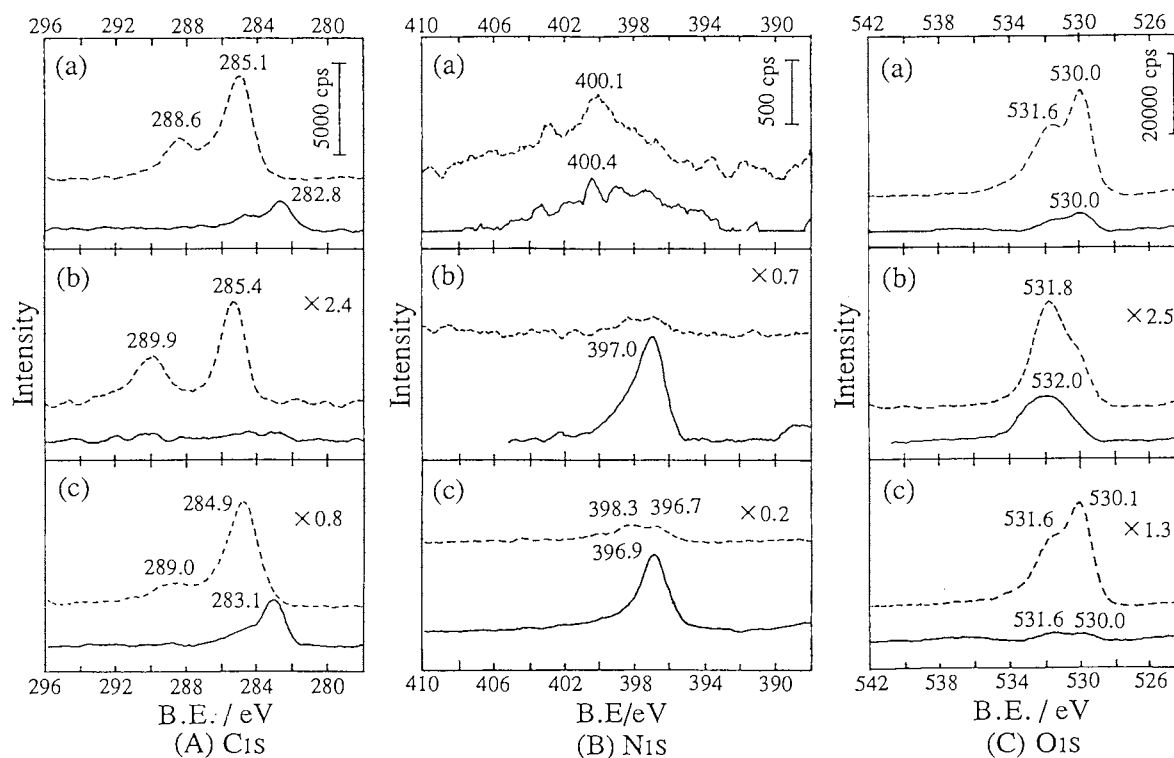 296 292 288 284 280
410 406 402 398 394 390
542 538 534 530 526
(a)
285.1
288.6
5000 cps
282.8
(a)
400.1
500 cps
400.4
(a)
530.0
531.6
20000 cps
530.0
(b)
285.4
×2.4
289.9
(b)
×0.7
397.0
(b)
531.8
×2.5
532.0
(c)
284.9
×0.8
289.0
283.1
(c)
398.3 396.7
×0.2
396.9
(c)
530.1
531.6
×1.3
531.6 530.0
Intensity
Intensity
Intensity
296 292 288 284 280
410 406 402 398 394 390
542 538 534 530 526
B.E. / eV
B.E/eV
B.E. / eV
(A) C1S
(B) N1S
(C) O1S